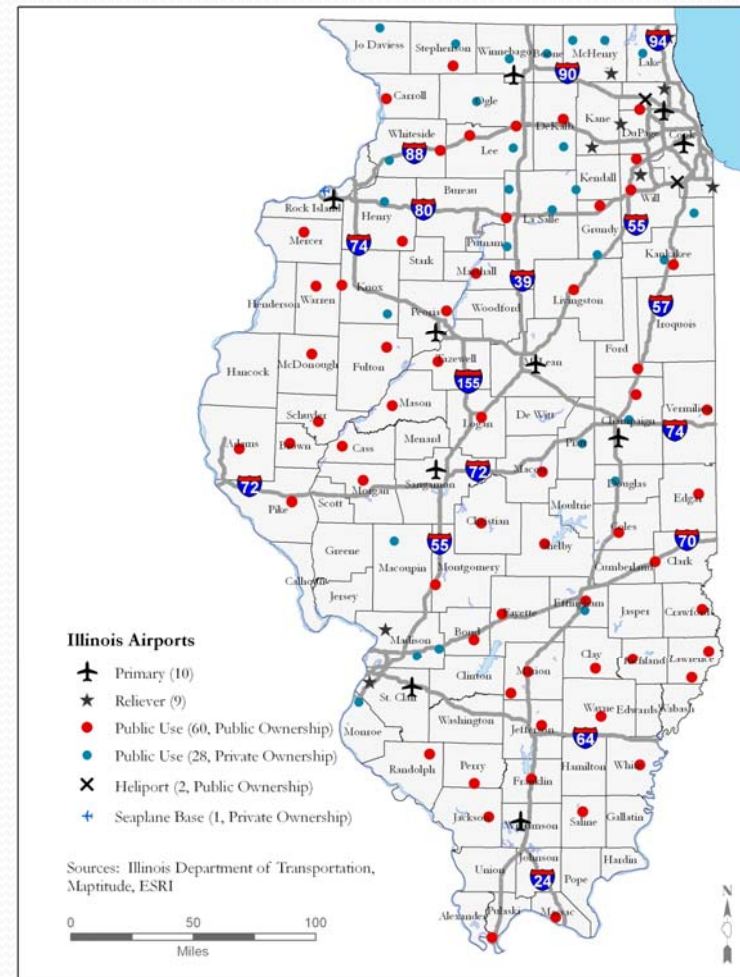 Jo Daviess
Stephenson
Winnebago
Boone
McHenry
Lake
94
90
Carroll
Ogle
Kane
DeKalb
DuPage
Cook
Whiteside
88
Lee
Kendall
Will
Bureau
Rock Island
Henry
80
La Salle
Grundy
55
Mercer
74
Putnam
Kankakee
Stark
Marshall
39
Knox
Warren
Henderson
Peoria
Woodford
Livingston
57
Iroquois
Ford
McLean
Tazewell
Hancock
McDonough
Fulton
155
Mason
De Witt
Vermilion
Schuyler
Logan
Champaign
74
Menard
Piatt
Adams
Brown
Cass
72
Macon
Sangamon
72
Morgan
Douglas
Scott
Edgar
Pike
Christian
Moultrie
Coles
Greene
55
Shelby
70
Macoupin
Montgomery
Cumberland
Clark
Calhoun
Jersey
Effingham
Fayette
Jasper
Crawford
Madison
Bond
Clay
Richland
Lawrence
Clinton
Marion
St. Clair
Wayne
Edwards
Wabash
Washington
Jefferson
64
Monroe
Randolph
Perry
Hamilton
White
Franklin
Jackson
Williamson
Saline
Gallatin
Johnson
Hardin
Union
24
Pope
Alexander
Pulaski
Massac
Illinois Airports
Primary (10)
Reliever (9)
Public Use (60, Public Ownership)
Public Use (28, Private Ownership)
Heliport (2, Public Ownership)
Seaplane Base (1, Private Ownership)
Sources: Illinois Department of Transportation,
Maptitude, ESRI
0 50 100
Miles
N